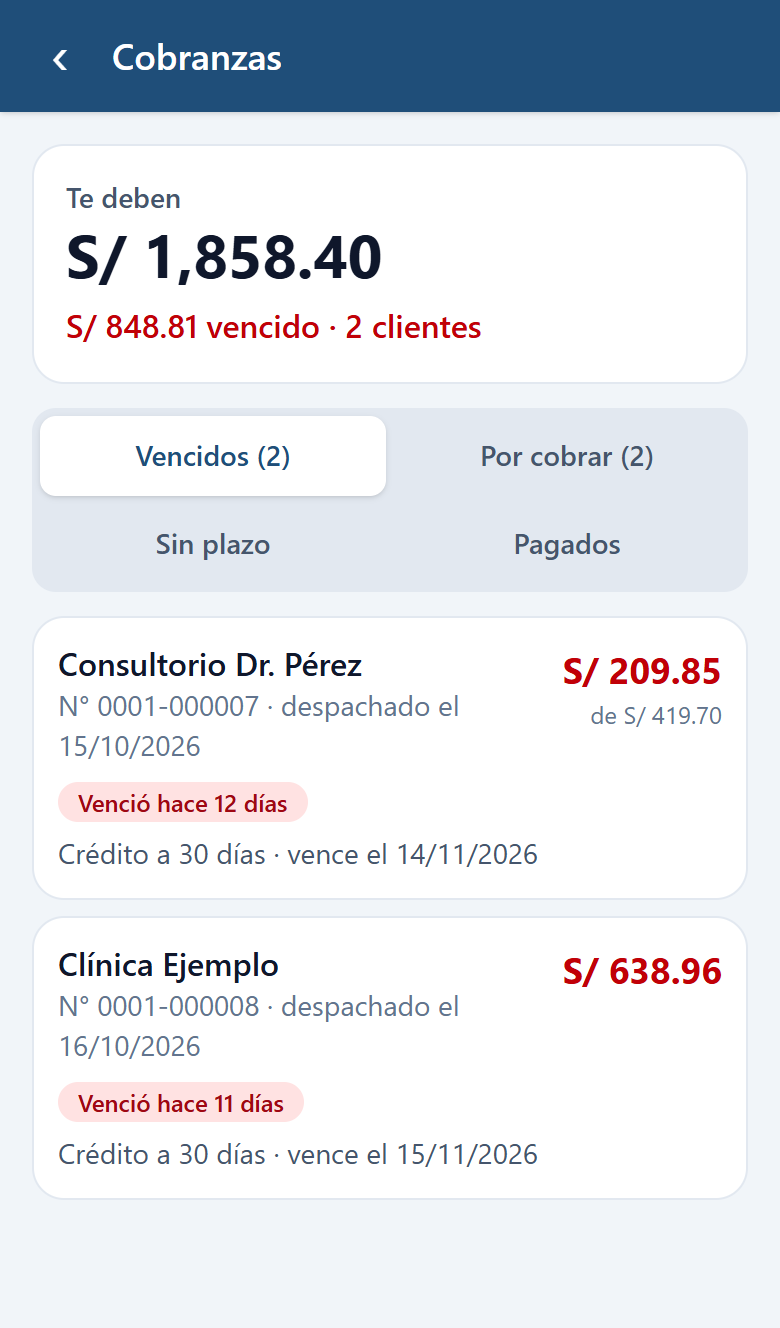 ‹ Cobranzas
Te deben
S/ 1,858.40
S/ 848.81 vencido · 2 clientes
Vencidos (2)
Por cobrar (2)
Sin plazo
Pagados
Consultorio Dr. Pérez
S/ 209.85
N° 0001-000007 · despachado el
de S/ 419.70
15/10/2026
Venció hace 12 días
Crédito a 30 días · vence el 14/11/2026
Clínica Ejemplo
S/ 638.96
N° 0001-000008 · despachado el
16/10/2026
Venció hace 11 días
Crédito a 30 días · vence el 15/11/2026